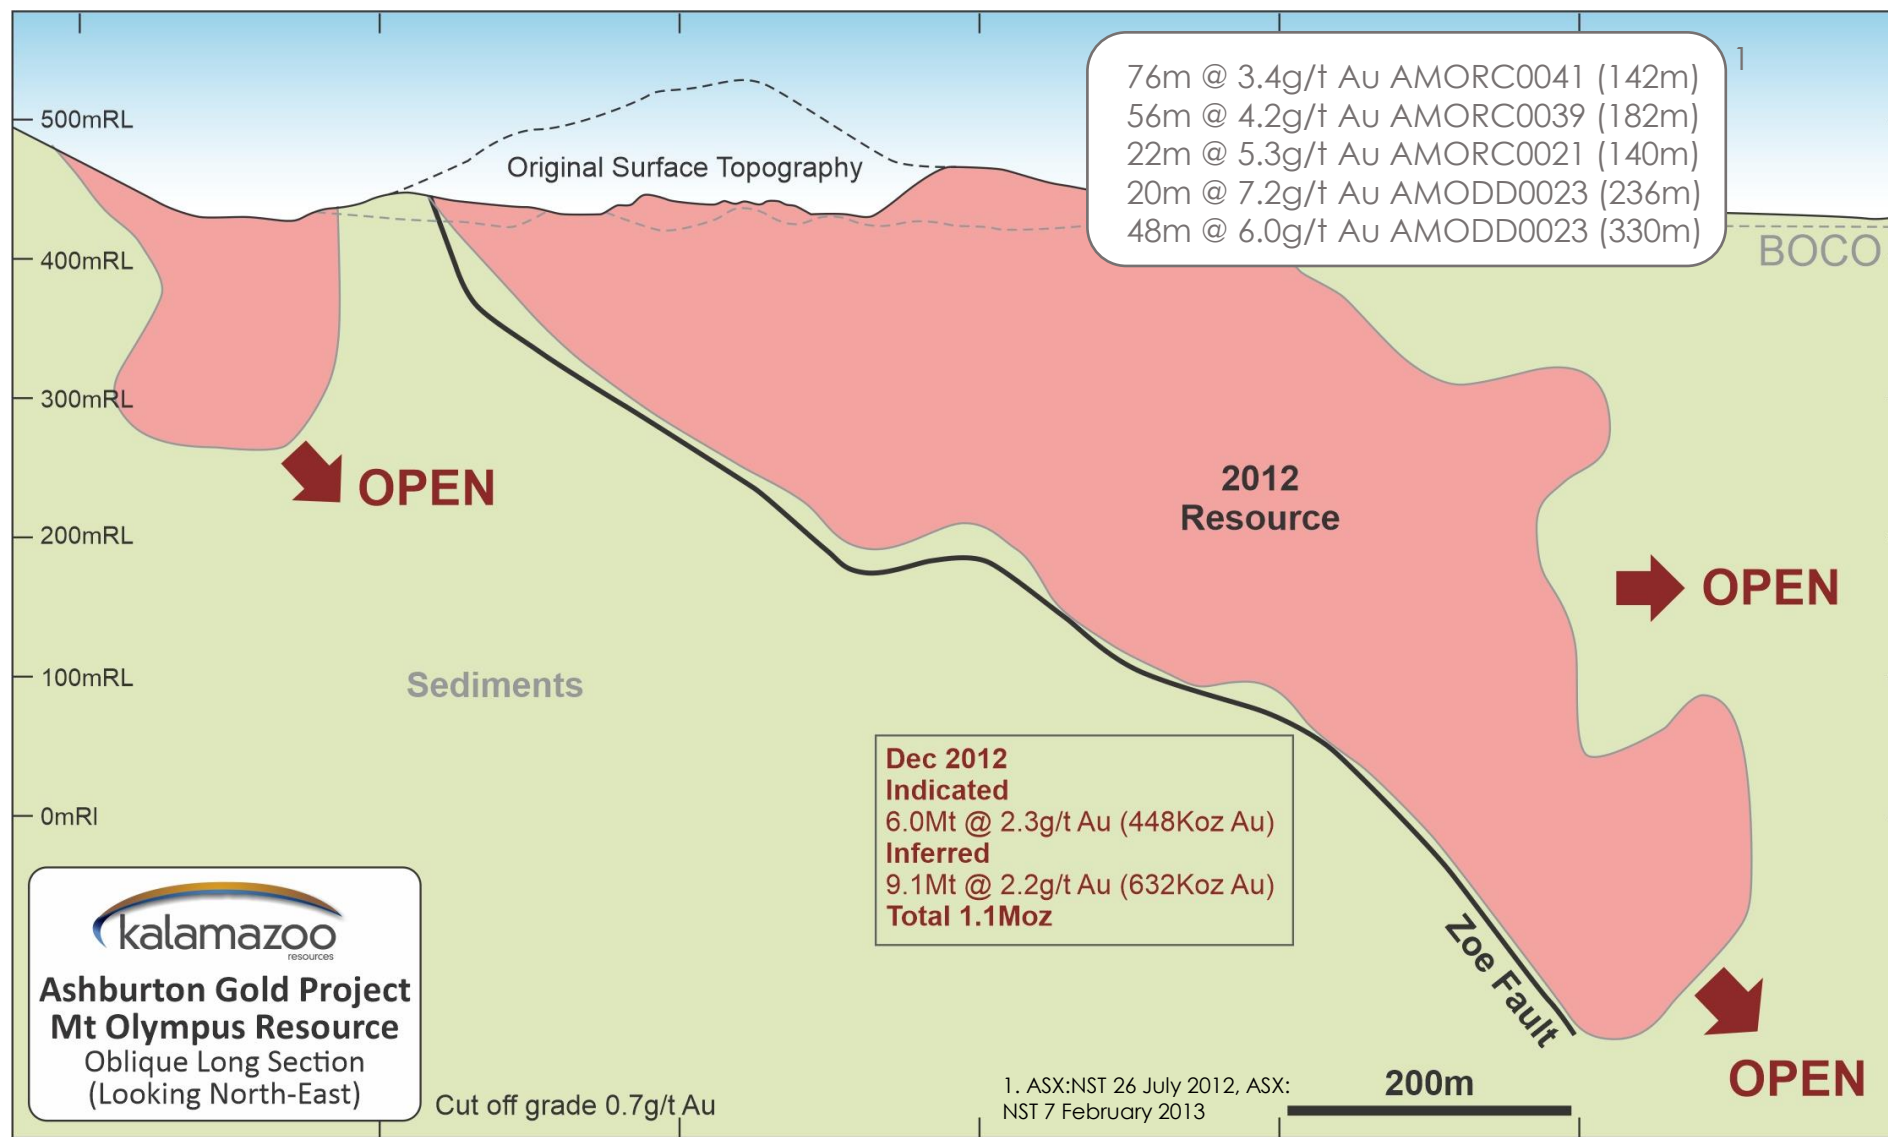 76m @ 3.4g/t Au AMORC0041 (142m)
56m @ 4.2g/t Au AMORC0039 (182m)
22m @ 5.3g/t Au AMORC0021 (140m)
20m @ 7.2g/t Au AMODD0023 (236m)
48m @ 6.0g/t Au AMODD0023 (330m)
1
500mRL
Original Surface Topography
400mRL
BOCO
300mRL
OPEN
2012
Resource
200mRL
OPEN
100mRL
Sediments
Dec 2012
Indicated
6.0Mt @ 2.3g/t Au (448Koz Au)
Inferred
9.1Mt @ 2.2g/t Au (632Koz Au)
Total 1.1Moz
0mRl
Zoe Fault
kalamazoo
resources
Ashburton Gold Project
Mt Olympus Resource
Oblique Long Section
(Looking North-East)
Cut off grade 0.7g/t Au
1. ASX:NST 26 July 2012, ASX:
NST 7 February 2013
200m
OPEN